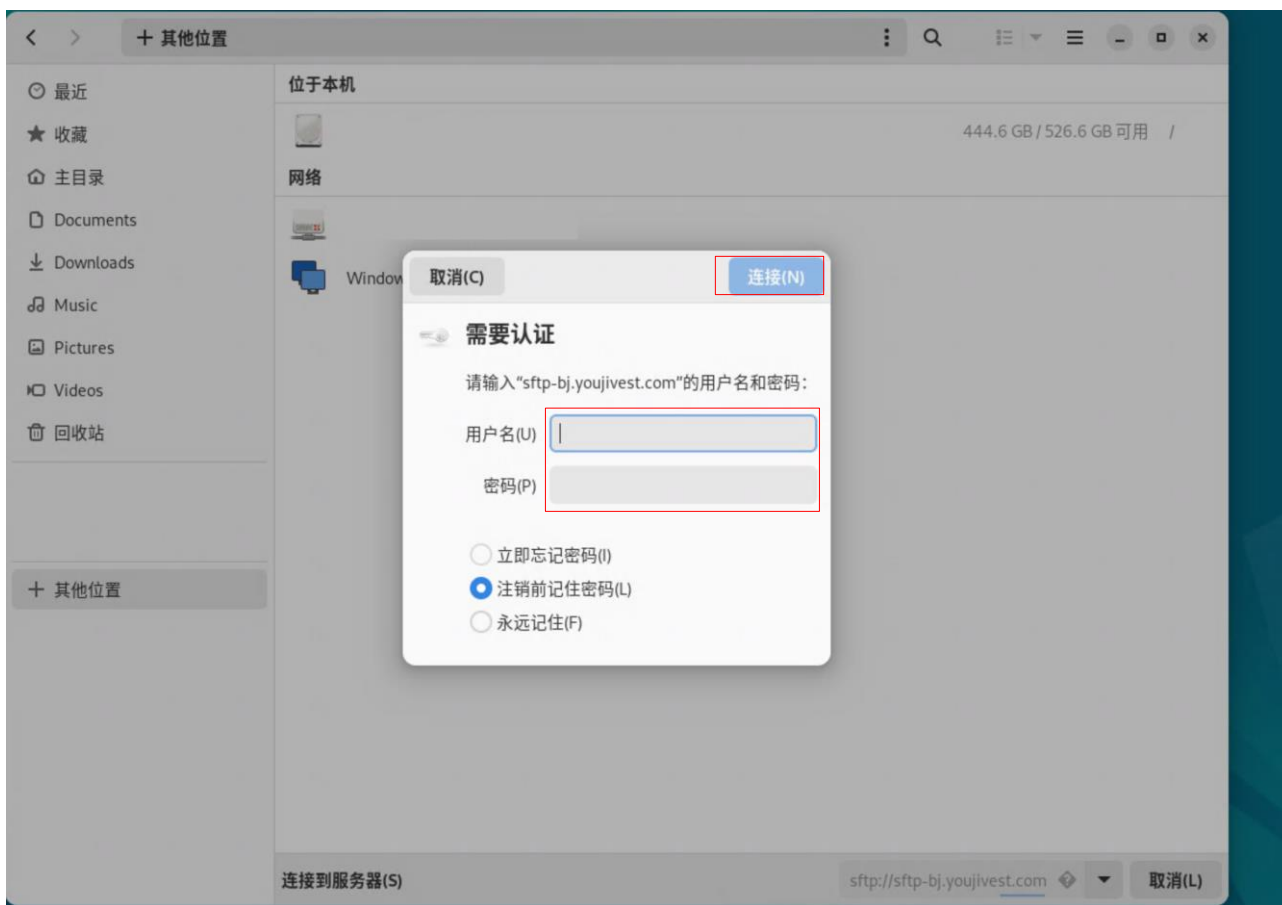 其他位置
最近
收藏
主目录
Documents
Downloads
Music
Pictures
Videos
回收站
其他位置
位于本机
444.6 GB / 526.6 GB 可用 /
网络
Window
取消(C)
连接(N)
需要认证
请输入“sftp-bj.youjivest.com”的用户名和密码：
用户名(U)
密码(P)
立即忘记密码(I)
注销前记住密码(L)
永远记住(F)
连接到服务器(S)
sftp://sftp-bj.youjivest.com
取消(L)